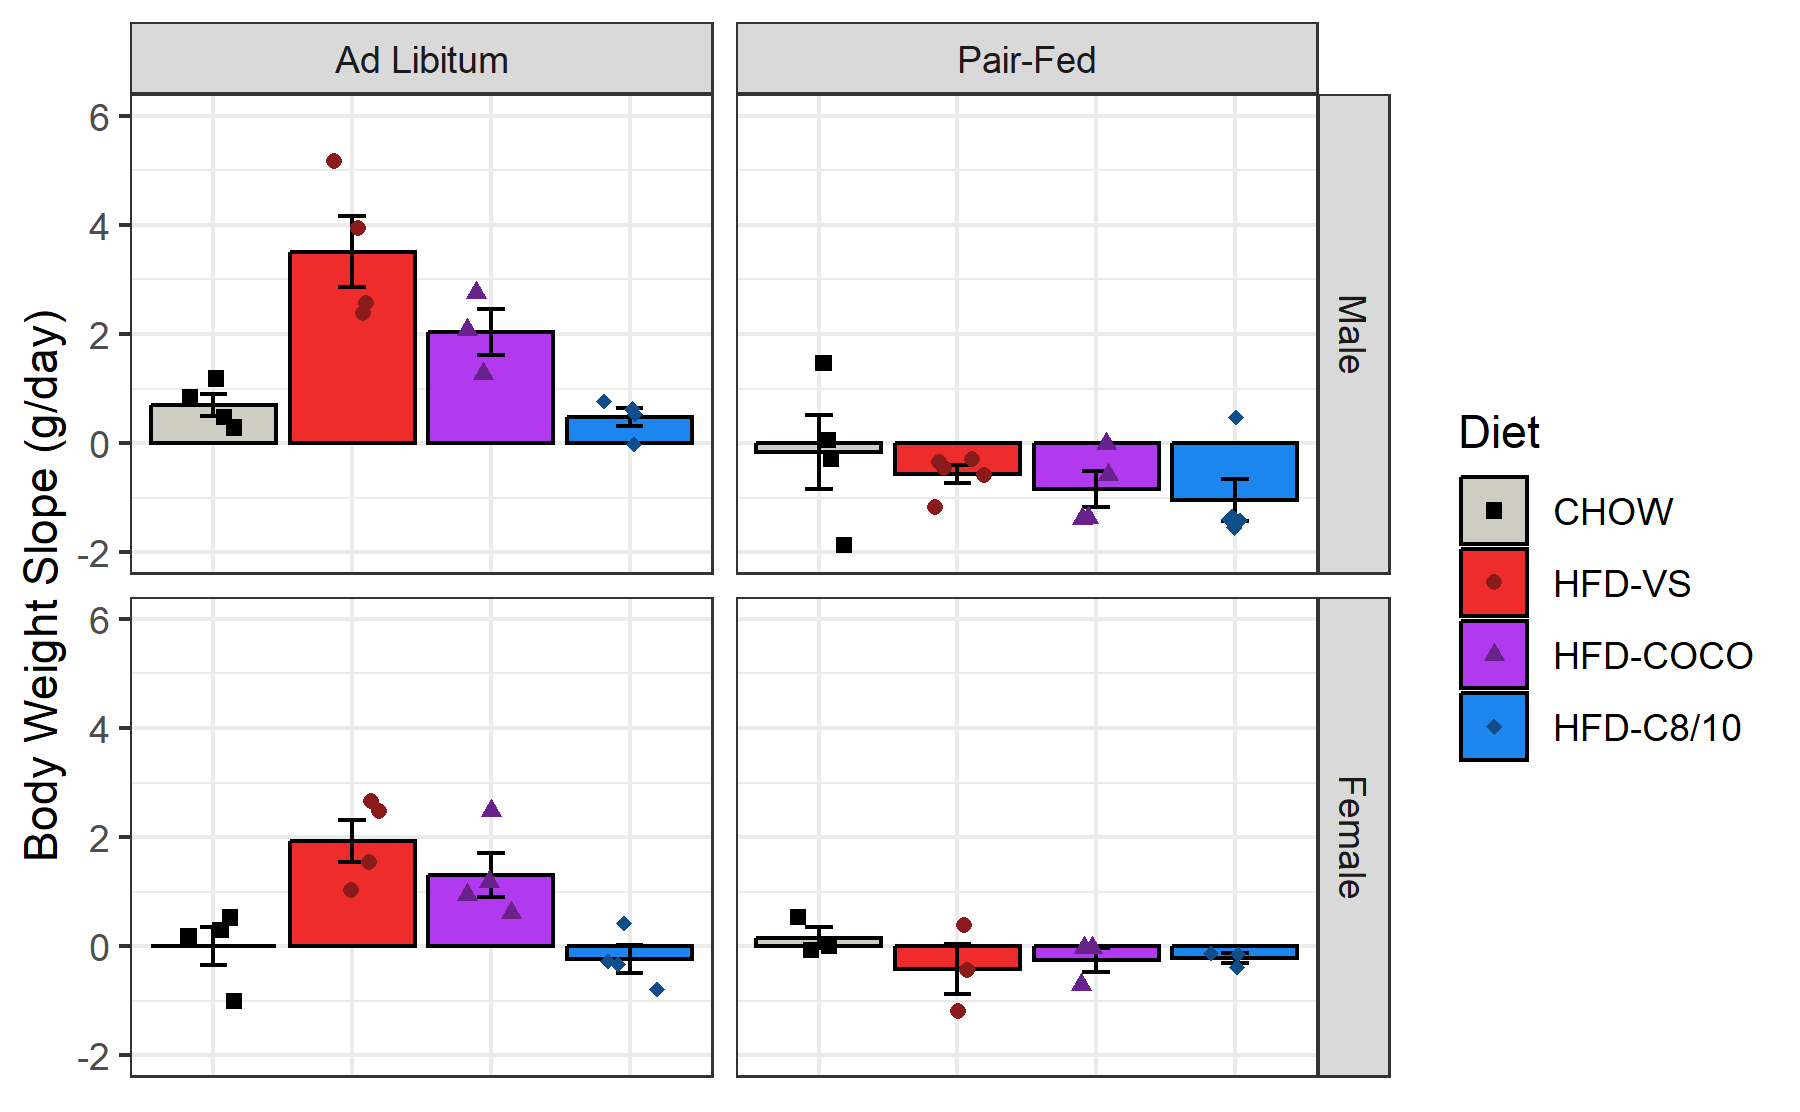 Ad Libitum
Pair-Fed
Body Weight Slope (g/day)
6
4
2
0
-2
Male
6
4
2
0
-2
Female
Diet
CHOW
HFD-VS
HFD-COCO
HFD-C8/10